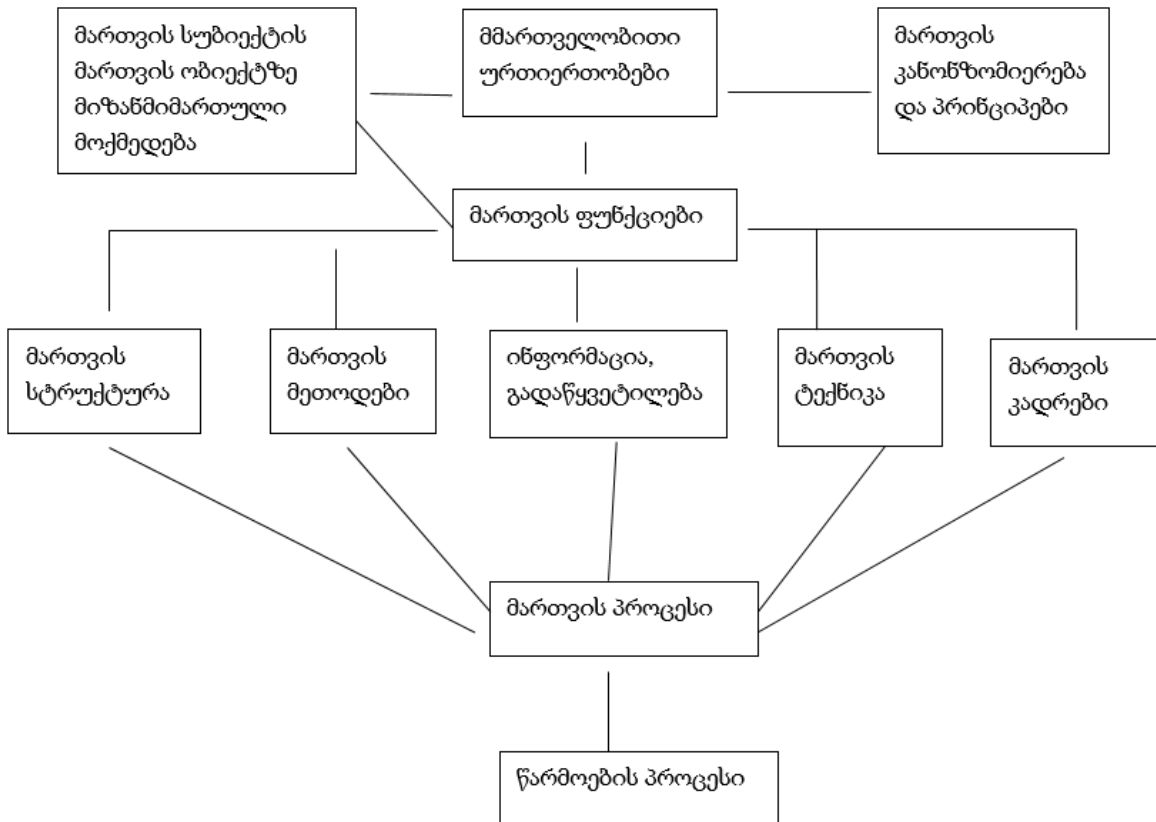 მართვის სუბიექტის
მართვის ობიექტზე
მიზანმიმართული
მოქმედება
მმართველობითი
ურთიერთობები
მართვის
კანონზომიერება
და პრინციპები
მართვის ფუნქციები
მართვის
სტრუქტურა
მართვის
მეთოდები
ინფორმაცია,
გადაწყვეტილება
მართვის
ტექნიკა
მართვის
კადრები
მართვის პროცესი
წარმოების პროცესი